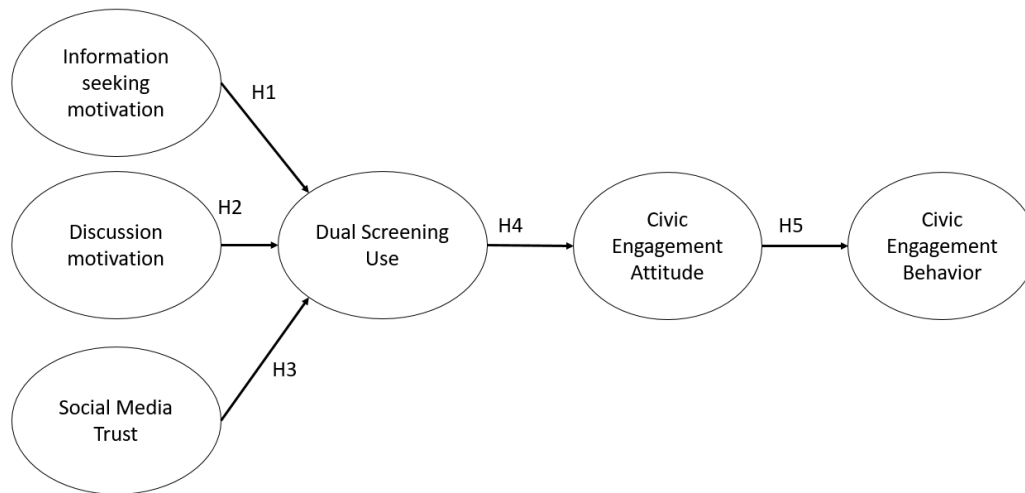 Information
seeking
motivation
H1
Discussion
motivation
H2
Dual Screening
Use
H4
Civic
Engagement
Attitude
H5
Civic
Engagement
Behavior
H3
Social Media
Trust